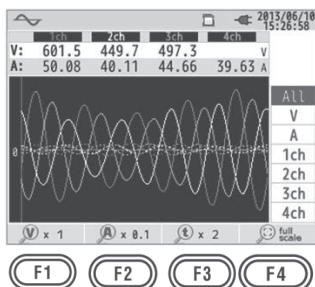 2013/06/10
15:26:58
1ch 2ch 3ch 4ch
V: 601.5 449.7 497.3 V
A: 50.08 40.11 44.66 39.63 A
All
V
A
1ch
2ch
3ch
4ch
0
V x 1 A x 0.1 t x 2 full scale
F1 F2 F3 F4